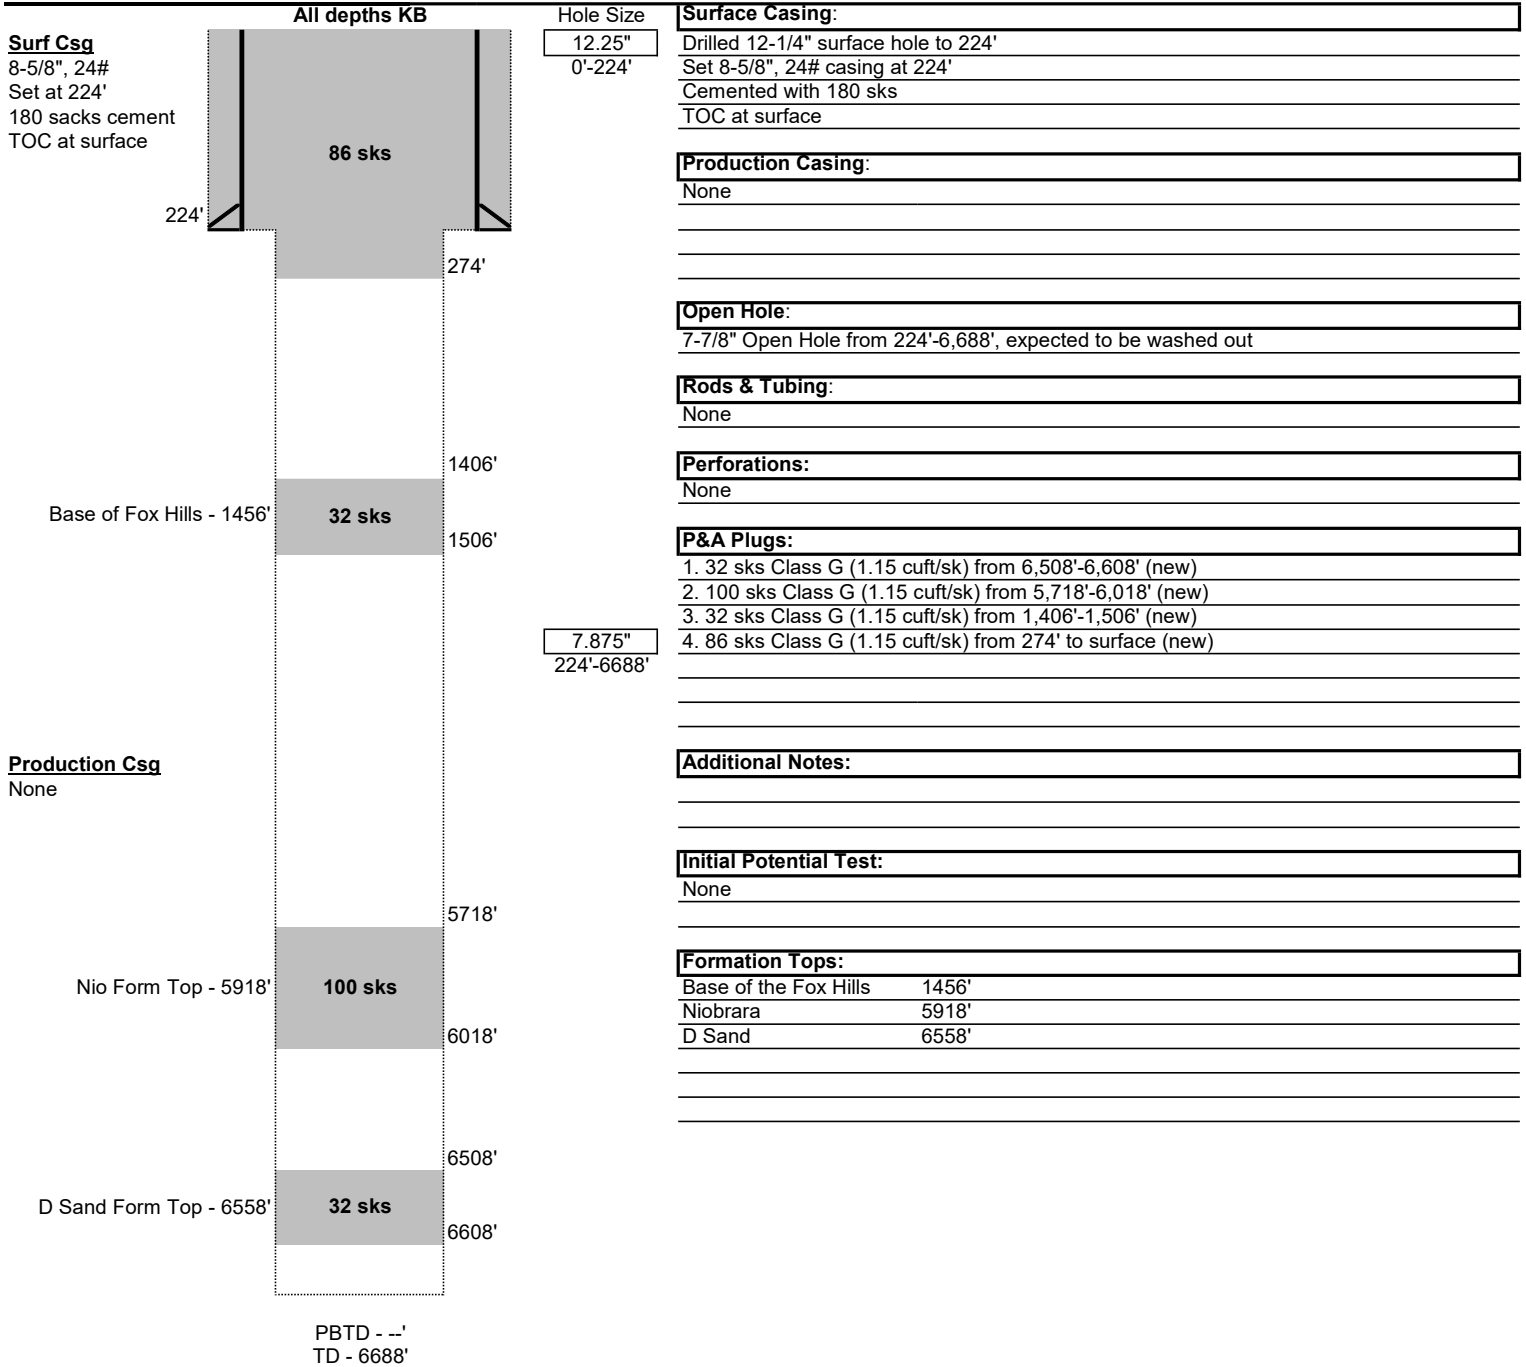 All depths KB
Hole Size
Surf Csg
8-5/8", 24#
Set at 224'
180 sacks cement
TOC at surface
12.25"
0'-224'
86 sks
224'
274'
1406'
Base of Fox Hills - 1456'
32 sks
1506'
7.875"
224'-6688'
Production Csg
None
5718'
Nio Form Top - 5918'
100 sks
6018'
6508'
D Sand Form Top - 6558'
32 sks
6608'
PBTD - --'
TD - 6688'
Surface Casing:
Drilled 12-1/4" surface hole to 224'
Set 8-5/8", 24# casing at 224'
Cemented with 180 sks
TOC at surface
Production Casing:
None
Open Hole:
7-7/8" Open Hole from 224'-6,688', expected to be washed out
Rods & Tubing:
None
Perforations:
None
P&A Plugs:
1. 32 sks Class G (1.15 cuft/sk) from 6,508'-6,608' (new)
2. 100 sks Class G (1.15 cuft/sk) from 5,718'-6,018' (new)
3. 32 sks Class G (1.15 cuft/sk) from 1,406'-1,506' (new)
4. 86 sks Class G (1.15 cuft/sk) from 274' to surface (new)
Additional Notes:
Initial Potential Test:
None
Formation Tops:
Base of the Fox Hills 1456'
Niobrara 5918'
D Sand 6558'